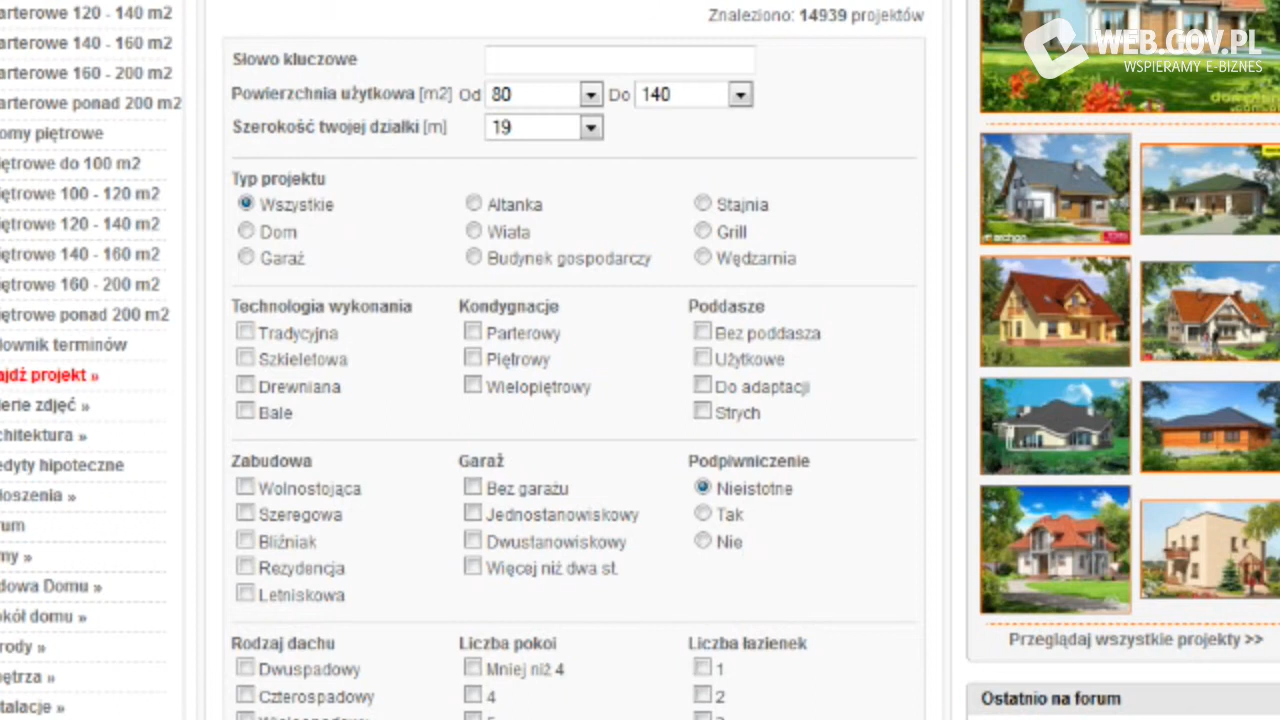 arterowe 120 - 140 m2
arterowe 140 - 160 m2
arterowe 160 - 200 m2
arterowe ponad 200 m2
omy piętrowe
iętrowe do 100 m2
iętrowe 100 - 120 m2
iętrowe 120 - 140 m2
iętrowe 140 - 160 m2
iętrowe 160 - 200 m2
iętrowe ponad 200 m2
łownik terminów
ajdź projekt »
lerie zdjęć »
chitektura »
edyty hipoteczne
łoszenia »
rum
my »
dowa Domu »
okół domu »
rody »
nętrza »
talacje »
Znaleziono: 14939 projektów
Słowo kluczowe
Powierzchnia użytkowa [m2] Od 80 Do 140
Szerokość twojej działki [m] 19
Typ projektu
Wszystkie Altanka Stajnia
Dom Wiata Grill
Garaż Budynek gospodarczy Wędzarnia
Technologia wykonania Kondygnacje Poddasze
Tradycyjna Parterowy Bez poddasza
Szkieletowa Piętrowy Użytkowe
Drewniana Wielopiętrowy Do adaptacji
Bale Strych
Zabudowa Garaż Podpiwniczenie
Wolnostojąca Bez garażu Nieistotne
Szeregowa Jednostanowiskowy Tak
Bliźniak Dwustanowiskowy Nie
Rezydencja Więcej niż dwa st.
Letniskowa
Rodzaj dachu Liczba pokoi Liczba łazienek
Dwuspadowy Mniej niż 4 1
Czterospadowy 4 2
WEB.GOV.PL
WSPIERAMY E-BIZNES
Przeglądaj wszystkie projekty >>
Ostatnio na forum